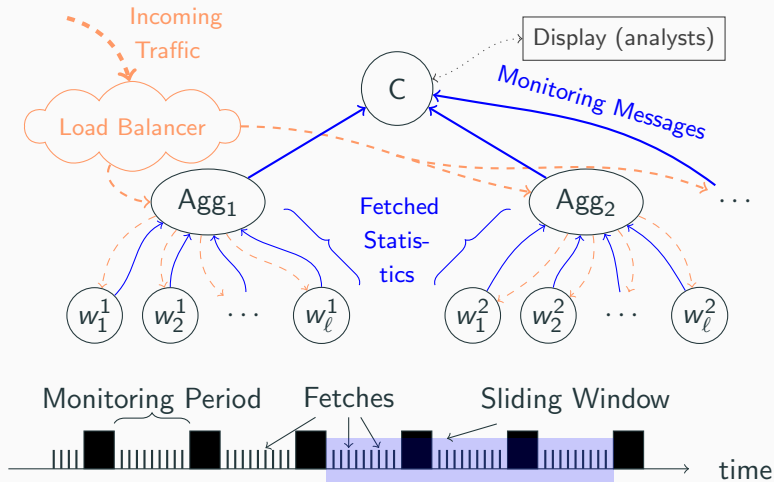 Incoming
Traffic
Display (analysts)
C
Monitoring Messages
Load Balancer
Agg₁
Fetched
Statis-
tics
Agg₂
· · ·
w₁¹
w₂¹
· · ·
wₗ¹
w₁²
w₂²
· · ·
wₗ²
Monitoring Period
Fetches
Sliding Window
time